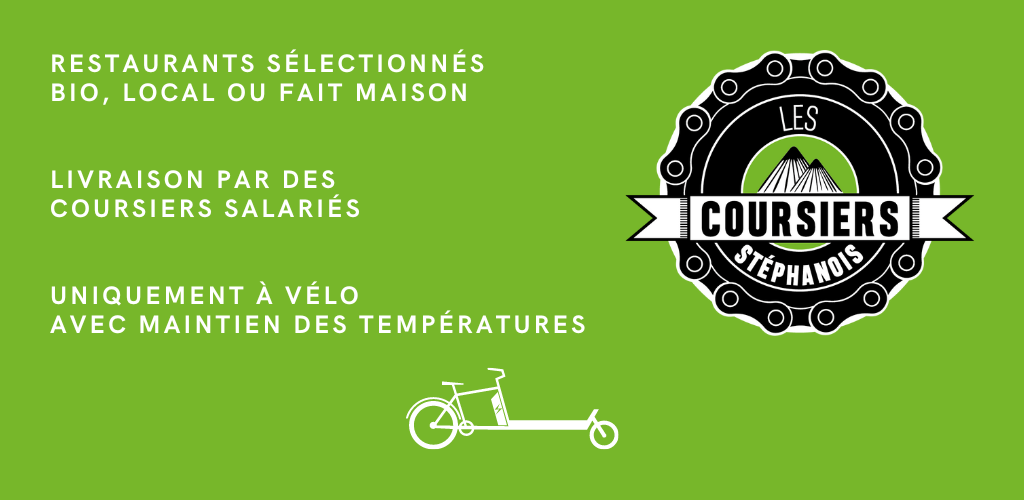 RESTAURANTS SÉLECTIONNÉS
BIO, LOCAL OU FAIT MAISON
LIVRAISON PAR DES
COURSIERS SALARIÉS
UNIQUEMENT À VÉLO
AVEC MAINTIEN DES TEMPÉRATURES
LES
COURSIERS
STÉPHANOIS